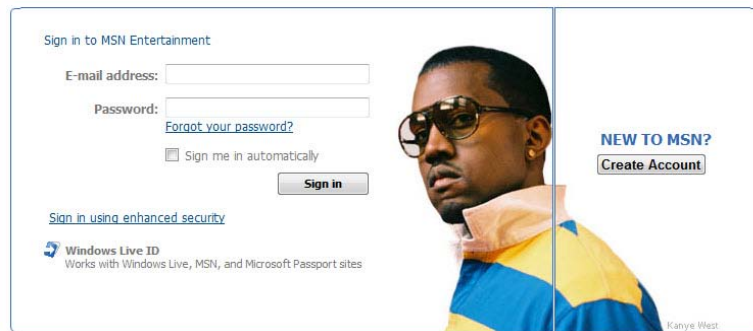 Sign in to MSN Entertainment
E-mail address:
Password:
Forgot your password?
Sign me in automatically
Sign in
Sign in using enhanced security
Windows Live ID
Works with Windows Live, MSN, and Microsoft Passport sites
NEW TO MSN?
Create Account
Kanye West